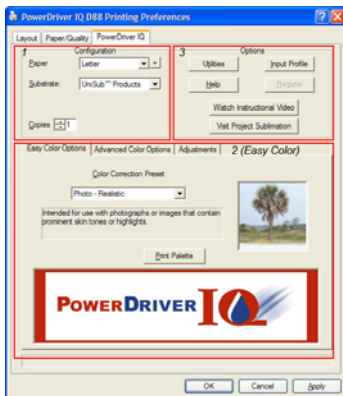 PowerDriver IQ D88 Printing Preferences
Layout Paper/Quality PowerDriver IQ
1 Configuration
Paper Letter
Substrate: UniSub™ Products
Copies 1
3 Options
Utilities Input Profile
Help Register
Watch Instructional Video
Visit Project Sublimation
Easy Color Options Advanced Color Options Adjustments 2 (Easy Color)
Color Correction Preset
Photo - Realistic
Intended for use with photographs or images that contain
prominent skin tones or highlights.
Print Palette
POWERDRIVER IQ
OK Cancel Apply